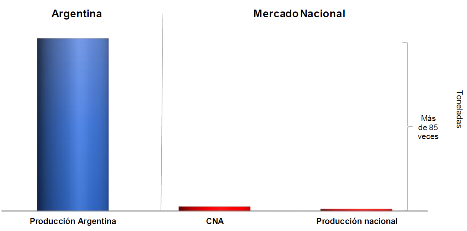 Argentina
Mercado Nacional
Más
de 85
veces
Toneladas
Producción Argentina
CNA
Producción nacional